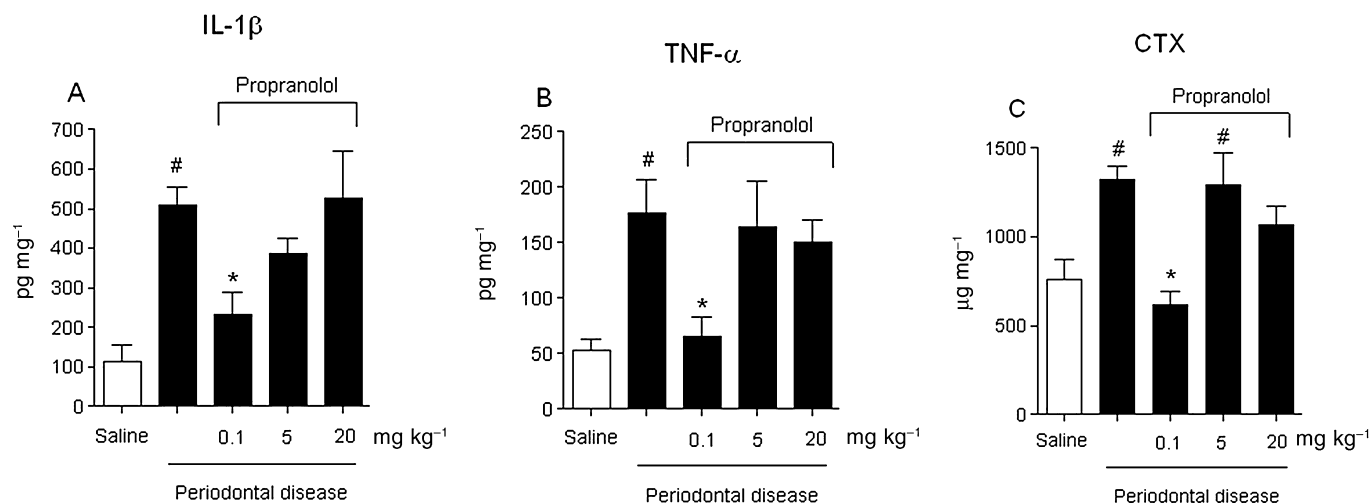 IL-1β
A
Propranolol
700
600
500
400
300
200
100
0
pg mg⁻¹
#
*
Saline
0.1
5
20
mg kg⁻¹
Periodontal disease
TNF-α
B
Propranolol
250
200
150
100
50
0
pg mg⁻¹
#
*
Saline
0.1
5
20
mg kg⁻¹
Periodontal disease
CTX
C
Propranolol
1500
1000
500
0
µg mg⁻¹
#
*
#
Saline
0.1
5
20
mg kg⁻¹
Periodontal disease